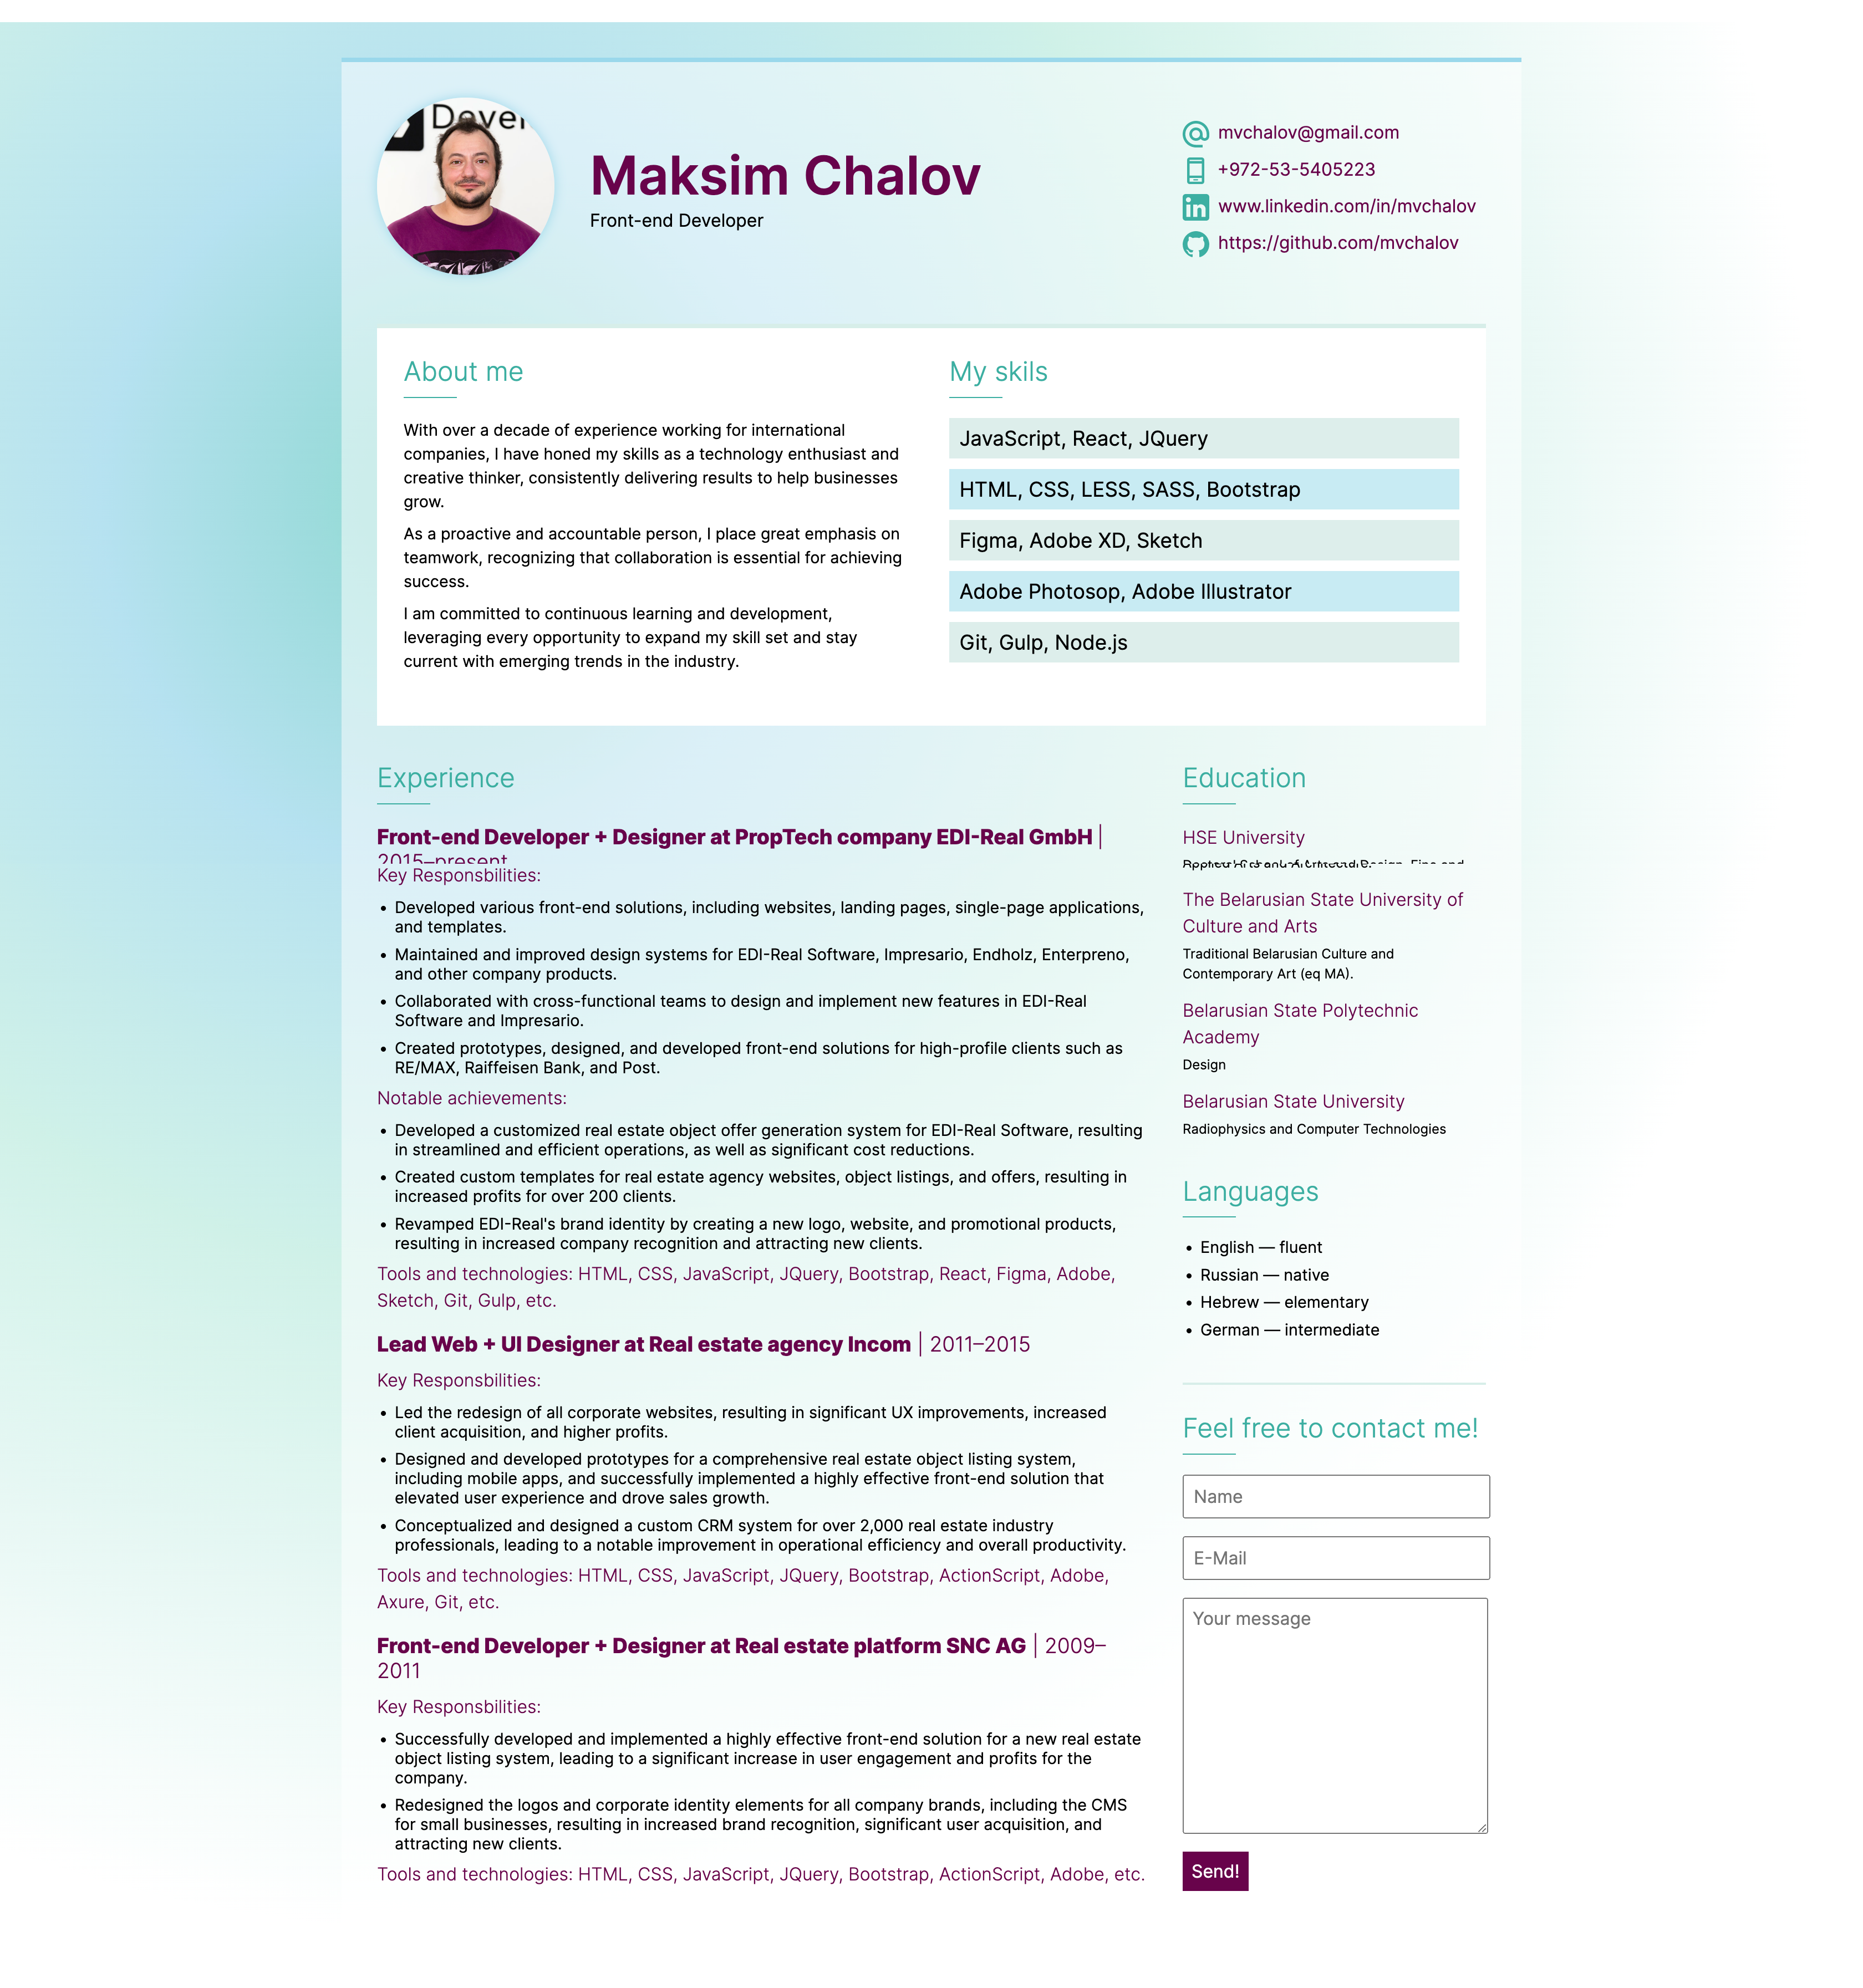 Maksim Chalov
Front-end Developer
mvchalov@gmail.com
+972-53-5405223
www.linkedin.com/in/mvchalov
https://github.com/mvchalov
About me
With over a decade of experience working for international
companies, I have honed my skills as a technology enthusiast and
creative thinker, consistently delivering results to help businesses
grow.
As a proactive and accountable person, I place great emphasis on
teamwork, recognizing that collaboration is essential for achieving
success.
I am committed to continuous learning and development,
leveraging every opportunity to expand my skill set and stay
current with emerging trends in the industry.
My skils
JavaScript, React, JQuery
HTML, CSS, LESS, SASS, Bootstrap
Figma, Adobe XD, Sketch
Adobe Photosop, Adobe Illustrator
Git, Gulp, Node.js
Experience
Front-end Developer + Designer at PropTech company EDI-Real GmbH |
2015–present
Key Responsbilities:
• Developed various front-end solutions, including websites, landing pages, single-page applications,
and templates.
• Maintained and improved design systems for EDI-Real Software, Impresario, Endholz, Enterpreno,
and other company products.
• Collaborated with cross-functional teams to design and implement new features in EDI-Real
Software and Impresario.
• Created prototypes, designed, and developed front-end solutions for high-profile clients such as
RE/MAX, Raiffeisen Bank, and Post.
Notable achievements:
• Developed a customized real estate object offer generation system for EDI-Real Software, resulting
in streamlined and efficient operations, as well as significant cost reductions.
• Created custom templates for real estate agency websites, object listings, and offers, resulting in
increased profits for over 200 clients.
• Revamped EDI-Real's brand identity by creating a new logo, website, and promotional products,
resulting in increased company recognition and attracting new clients.
Tools and technologies: HTML, CSS, JavaScript, JQuery, Bootstrap, React, Figma, Adobe,
Sketch, Git, Gulp, etc.
Lead Web + UI Designer at Real estate agency Incom | 2011–2015
Key Responsbilities:
• Led the redesign of all corporate websites, resulting in significant UX improvements, increased
client acquisition, and higher profits.
• Designed and developed prototypes for a comprehensive real estate object listing system,
including mobile apps, and successfully implemented a highly effective front-end solution that
elevated user experience and drove sales growth.
• Conceptualized and designed a custom CRM system for over 2,000 real estate industry
professionals, leading to a notable improvement in operational efficiency and overall productivity.
Tools and technologies: HTML, CSS, JavaScript, JQuery, Bootstrap, ActionScript, Adobe,
Axure, Git, etc.
Front-end Developer + Designer at Real estate platform SNC AG | 2009–
2011
Key Responsbilities:
• Successfully developed and implemented a highly effective front-end solution for a new real estate
object listing system, leading to a significant increase in user engagement and profits for the
company.
• Redesigned the logos and corporate identity elements for all company brands, including the CMS
for small businesses, resulting in increased brand recognition, significant user acquisition, and
attracting new clients.
Tools and technologies: HTML, CSS, JavaScript, JQuery, Bootstrap, ActionScript, Adobe, etc.
Education
HSE University
The Belarusian State University of
Culture and Arts
Traditional Belarusian Culture and
Contemporary Art (eq MA).
Belarusian State Polytechnic
Academy
Design
Belarusian State University
Radiophysics and Computer Technologies
Languages
• English — fluent
• Russian — native
• Hebrew — elementary
• German — intermediate
Feel free to contact me!
Name
E-Mail
Your message
Send!